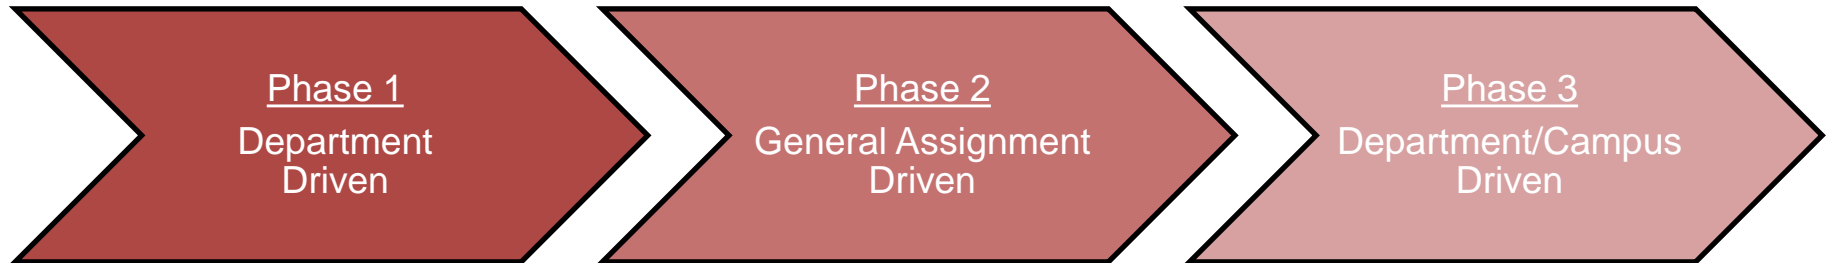 Phase 1
Department
Driven
Phase 2
General Assignment
Driven
Phase 3
Department/Campus
Driven